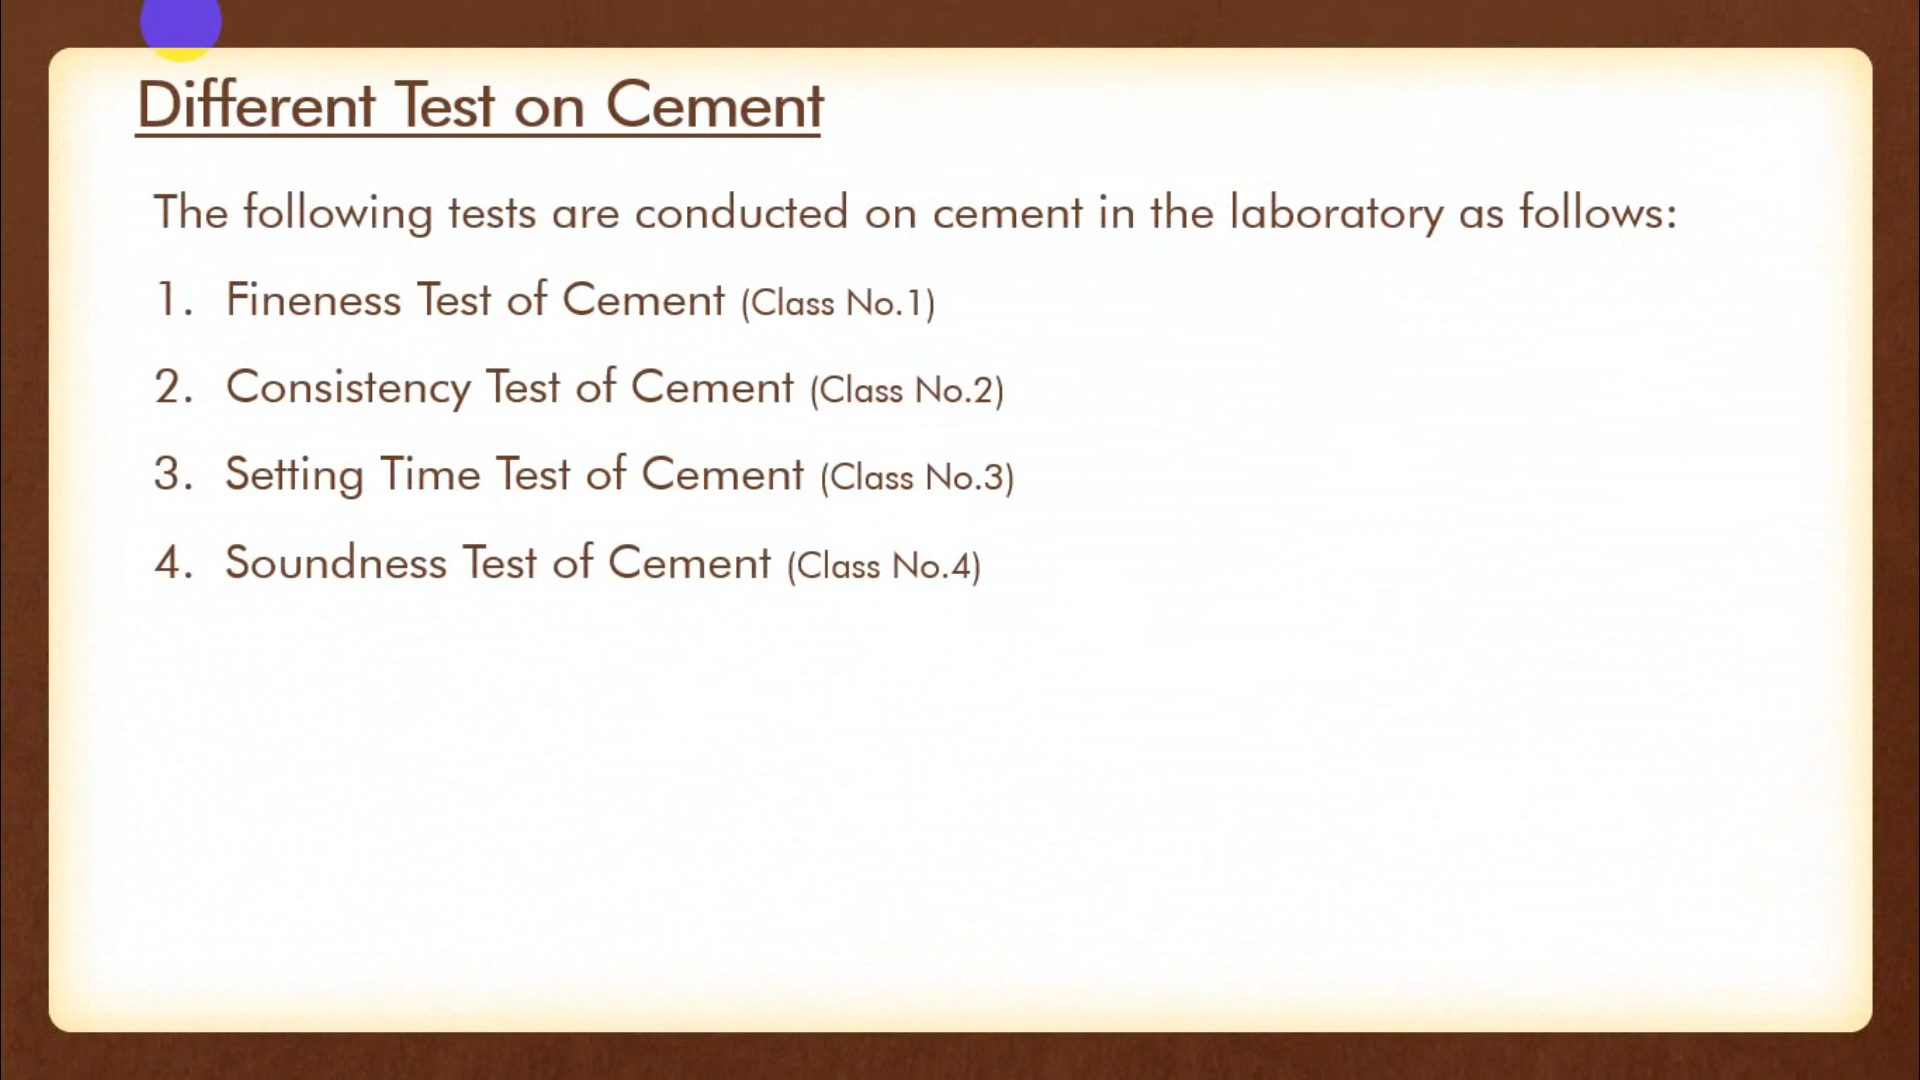 Different Test on Cement
The following tests are conducted on cement in the laboratory as follows:
1. Fineness Test of Cement (Class No.1)
2. Consistency Test of Cement (Class No.2)
3. Setting Time Test of Cement (Class No.3)
4. Soundness Test of Cement (Class No.4)